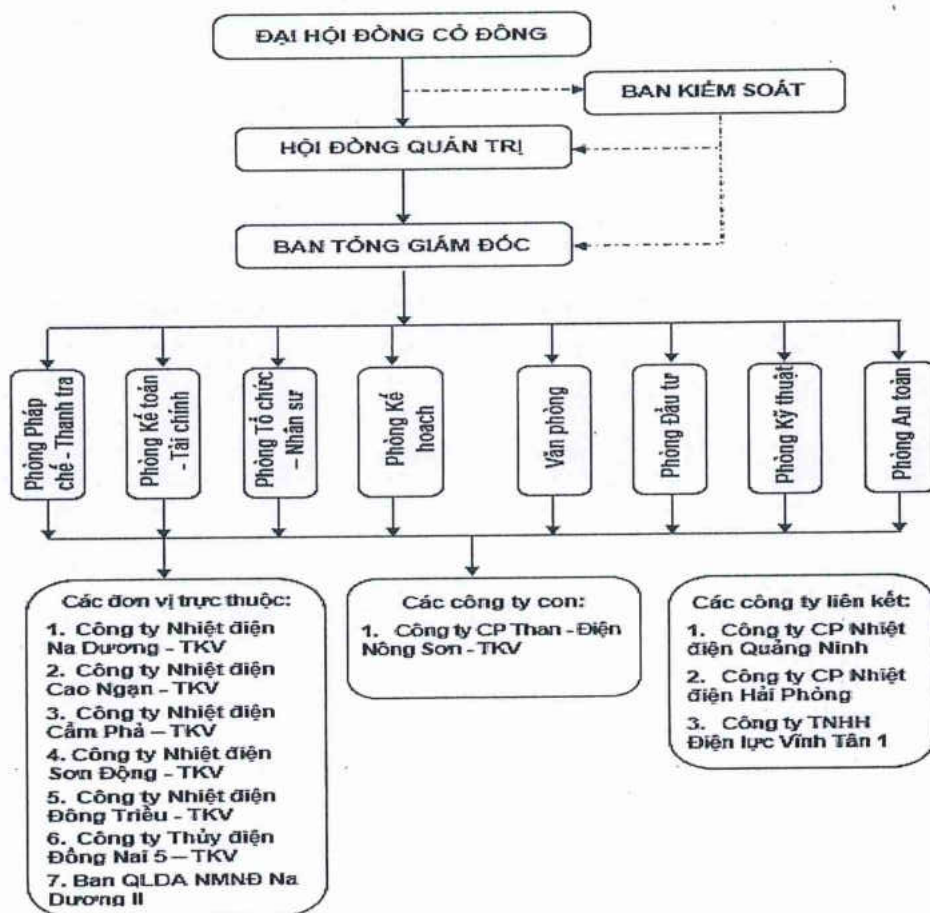 ĐẠI HỘI ĐỒNG CỔ ĐÔNG
BAN KIỂM SOÁT
HỘI ĐỒNG QUẢN TRỊ
BAN TỔNG GIÁM ĐỐC
Phòng Pháp
chế - Thanh tra
Phòng Kế toán
- Tài chính
Phòng Tổ chức
– Nhân sự
Phòng Kế
hoạch
Văn phòng
Phòng Đầu tư
Phòng Kỹ thuật
Phòng An toàn
Các đơn vị trực thuộc:
1. Công ty Nhiệt điện
Na Dương - TKV
2. Công ty Nhiệt điện
Cao Ngạn - TKV
3. Công ty Nhiệt điện
Cẩm Phả – TKV
4. Công ty Nhiệt điện
Sơn Động - TKV
5. Công ty Nhiệt điện
Đông Triều - TKV
6. Công ty Thủy điện
Đồng Nai 5 – TKV
7. Ban QLDA NMNĐ Na
Dương II
Các công ty con:
1. Công ty CP Than - Điện
Nông Sơn - TKV
Các công ty liên kết:
1. Công ty CP Nhiệt
điện Quảng Ninh
2. Công ty CP Nhiệt
điện Hải Phòng
3. Công ty TNHH
Điện lực Vĩnh Tân 1